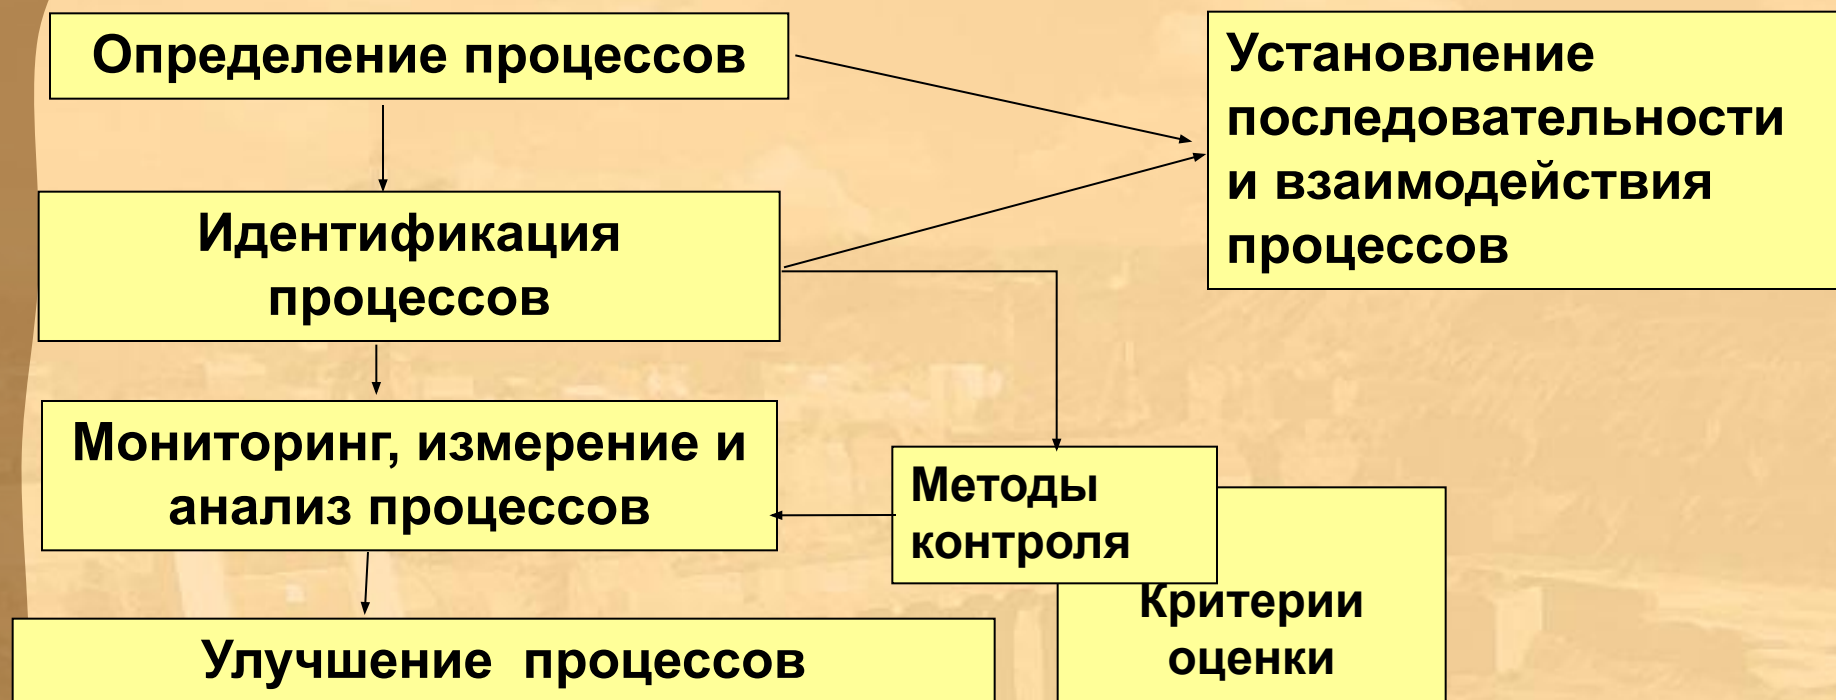 Определение процессов
Установление
последовательности
и взаимодействия
процессов
Идентификация
процессов
Мониторинг, измерение и
анализ процессов
Методы
контроля
Критерии
оценки
Улучшение процессов